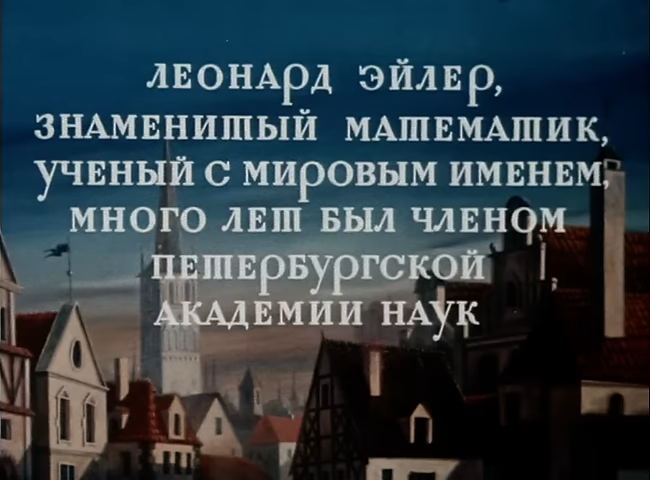 ЛЕОНАРД ЭЙЛЕР,
ЗНАМЕНИТЫЙ МАТЕМАТИК,
УЧЕНЫЙ С МИРОВЫМ ИМЕНЕМ,
МНОГО ЛЕТ БЫЛ ЧЛЕНОМ
ПЕТЕРБУРГСКОЙ
АКАДЕМИИ НАУК